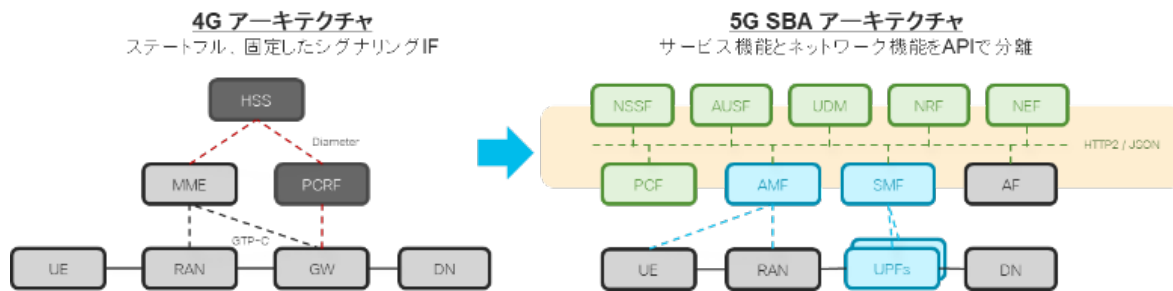 4G アーキテクチャ
ステートフル、固定したシグナリングIF
HSS
Diameter
MME
PCRF
GTP-C
UE
RAN
GW
DN
5G SBA アーキテクチャ
サービス機能とネットワーク機能をAPIで分離
NSSF
AUSF
UDM
NRF
NEF
HTTP2 / JSON
PCF
AMF
SMF
AF
UE
RAN
UPFs
DN